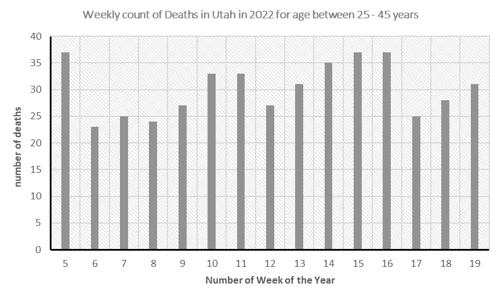 Weekly count of Deaths in Utah in 2022 for age between 25 - 45 years
number of deaths
40
35
30
25
20
15
10
5
0
5 6 7 8 9 10 11 12 13 14 15 16 17 18 19
Number of Week of the Year